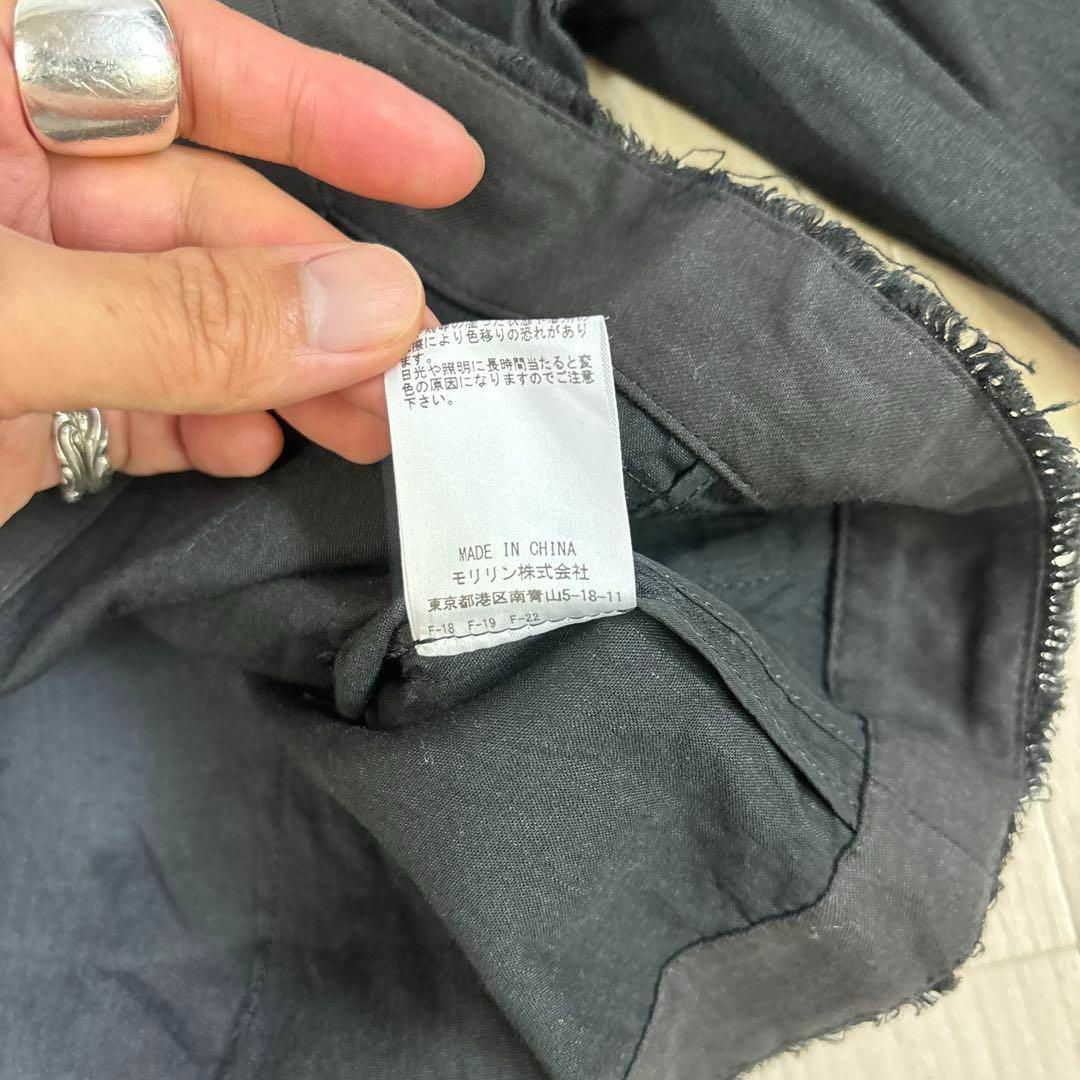 際により色移りの恐れがあり
ます。
日光や照明に長時間当たると変
色の原因になりますのでご注意
下さい。
MADE IN CHINA
モリリン株式会社
東京都港区南青山5-18-11
F-18 F-19 F-22